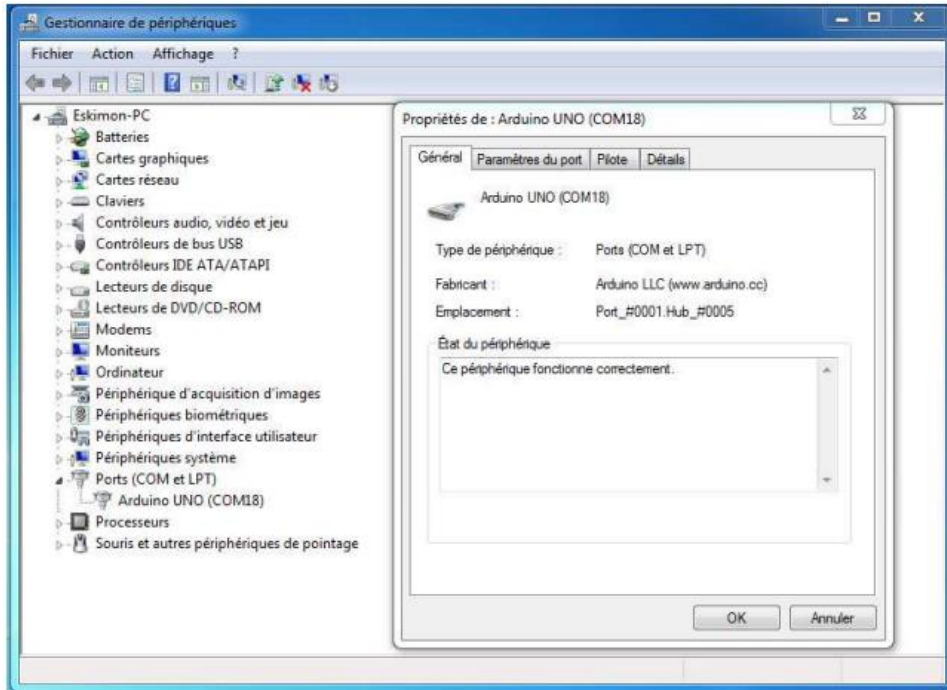 Gestionnaire de périphériques
Fichier Action Affichage ?
Eskimon-PC
Batteries
Cartes graphiques
Cartes réseau
Claviers
Contrôleurs audio, vidéo et jeu
Contrôleurs de bus USB
Contrôleurs IDE ATA/ATAPI
Lecteurs de disque
Lecteurs de DVD/CD-ROM
Modems
Moniteurs
Ordinateur
Périphérique d'acquisition d'images
Périphériques biométriques
Périphériques d'interface utilisateur
Périphériques système
Ports (COM et LPT)
Arduino UNO (COM18)
Processeurs
Souris et autres périphériques de pointage
Propriétés de : Arduino UNO (COM18)
Général Paramètres du port Pilote Détails
Arduino UNO (COM18)
Type de périphérique : Ports (COM et LPT)
Fabricant : Arduino LLC (www.arduino.cc)
Emplacement : Port_#0001.Hub_#0005
État du périphérique
Ce périphérique fonctionne correctement.
OK Annuler